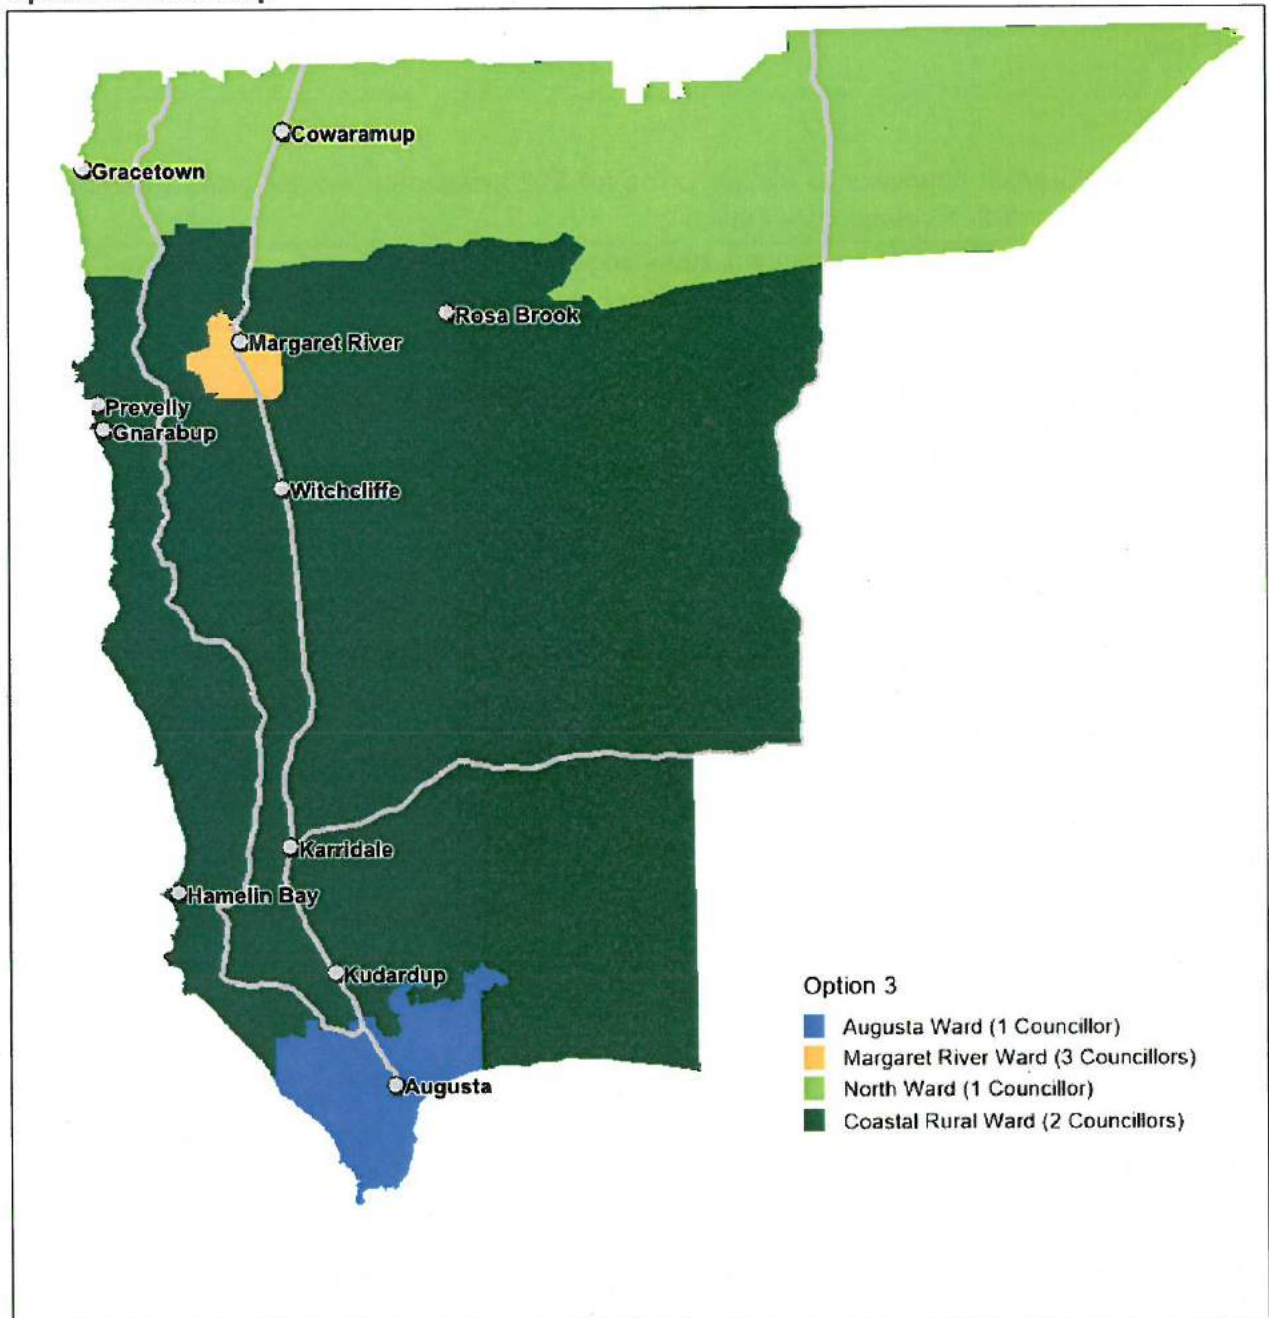 Cowaramup
Gracetown
Rosa Brook
Margaret River
Prevelly
Gnarabup
Witchcliffe
Karridale
Hamelin Bay
Kudardup
Augusta
Option 3
Augusta Ward (1 Councillor)
Margaret River Ward (3 Councillors)
North Ward (1 Councillor)
Coastal Rural Ward (2 Councillors)